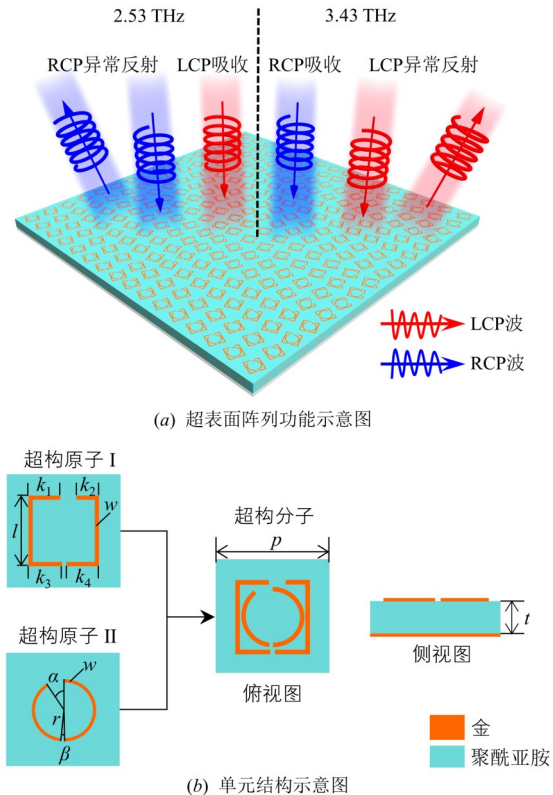 2.53 THz 3.43 THz
RCP异常反射 LCP吸收 RCP吸收 LCP异常反射
LCP波
RCP波
(a) 超表面阵列功能示意图
超构原子 I
k₁ k₂
w
l
k₃ k₄
超构分子
p
俯视图
t
侧视图
超构原子 II
α w
r
β
金
聚酰亚胺
(b) 单元结构示意图